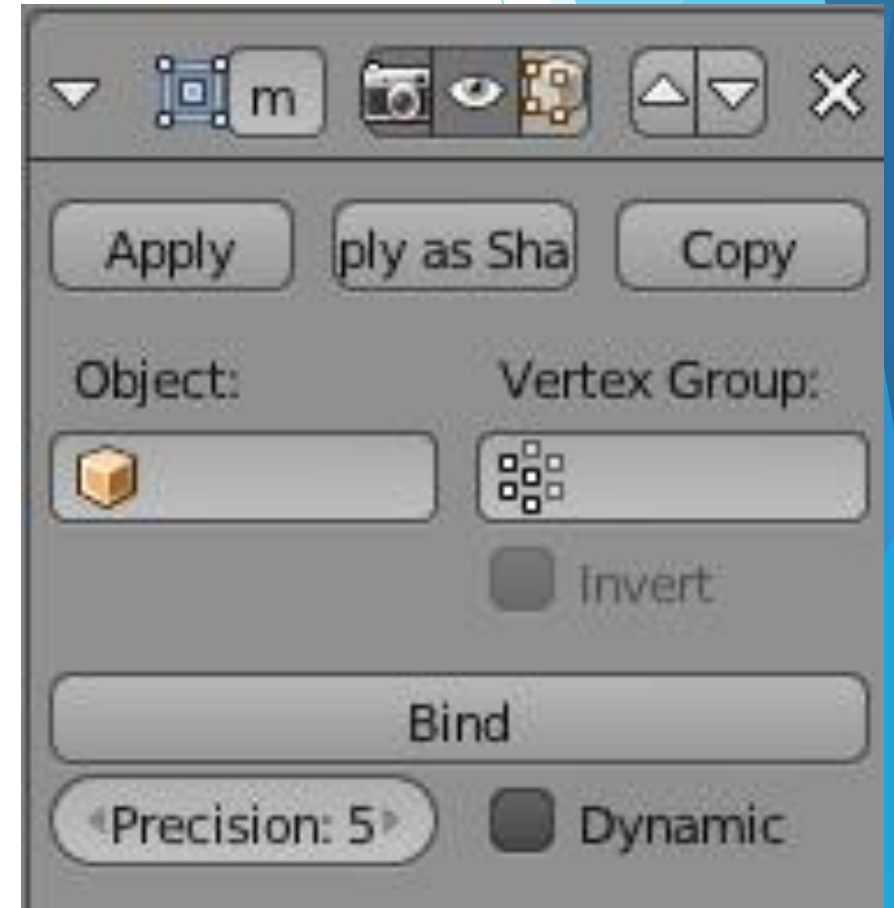 m
Apply ply as Sha Copy
Object: Vertex Group:
Invert
Bind
Precision: 5 Dynamic